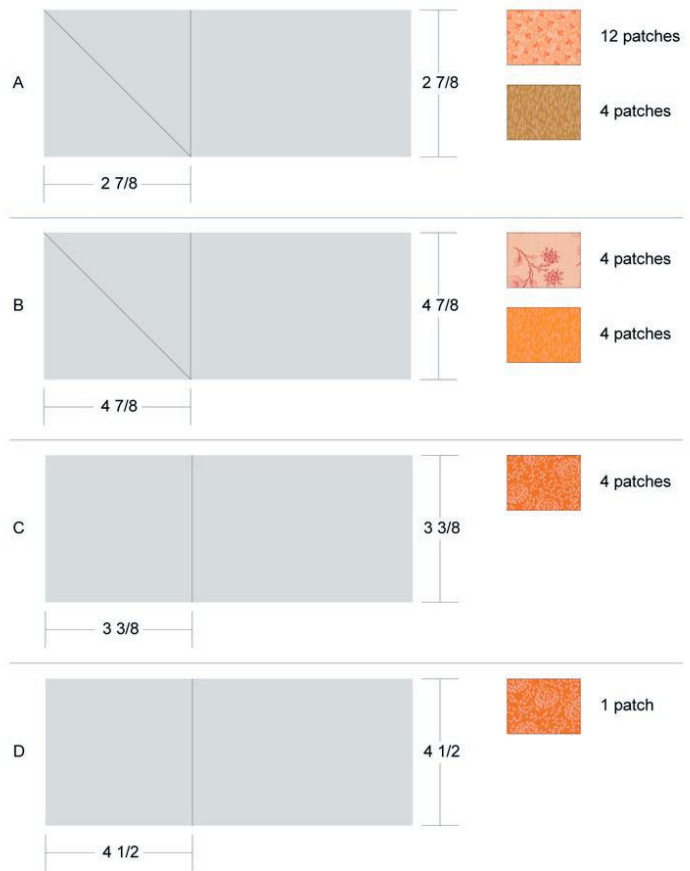 12 patches
A
2 7/8
4 patches
2 7/8
4 patches
B
4 7/8
4 patches
4 7/8
4 patches
C
3 3/8
3 3/8
1 patch
D
4 1/2
4 1/2